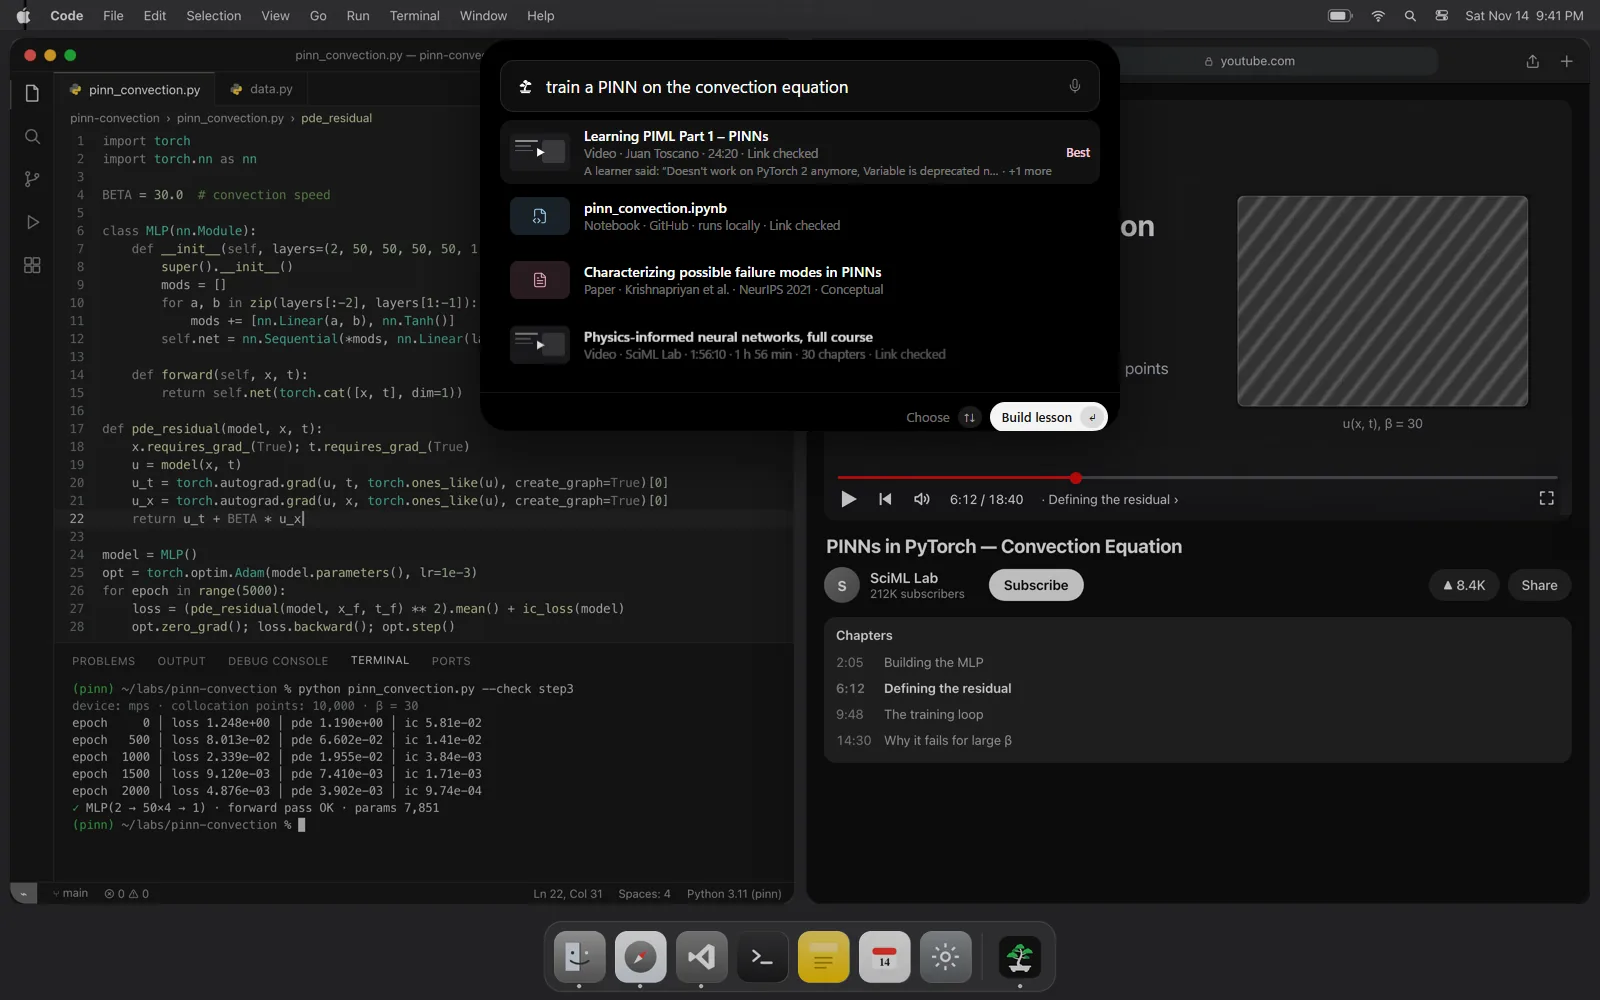 Code File Edit Selection View Go Run Terminal Window Help
Sat Nov 14 9:41 PM
pinn_convection.py — pinn-conve
youtube.com
train a PINN on the convection equation
Learning PIML Part 1 – PINNs
Video · Juan Toscano · 24:20 · Link checked
A learner said: "Doesn't work on PyTorch 2 anymore, Variable is deprecated n... · +1 more
Best
pinn_convection.ipynb
Notebook · GitHub · runs locally · Link checked
Characterizing possible failure modes in PINNs
Paper · Krishnapriyan et al. · NeurIPS 2021 · Conceptual
Physics-informed neural networks, full course
Video · SciML Lab · 1:56:10 · 1 h 56 min · 30 chapters · Link checked
Choose
Build lesson
pinn_convection.py
data.py
pinn-convection › pinn_convection.py › pde_residual
1 import torch
2 import torch.nn as nn
3
4 BETA = 30.0 # convection speed
5
6 class MLP(nn.Module):
7 def __init__(self, layers=(2, 50, 50, 50, 50, 1
8 super().__init__()
9 mods = []
10 for a, b in zip(layers[:-2], layers[1:-1]):
11 mods += [nn.Linear(a, b), nn.Tanh()]
12 self.net = nn.Sequential(*mods, nn.Linear(la
13
14 def forward(self, x, t):
15 return self.net(torch.cat([x, t], dim=1))
16
17 def pde_residual(model, x, t):
18 x.requires_grad_(True); t.requires_grad_(True)
19 u = model(x, t)
20 u_t = torch.autograd.grad(u, t, torch.ones_like(u), create_graph=True)[0]
21 u_x = torch.autograd.grad(u, x, torch.ones_like(u), create_graph=True)[0]
22 return u_t + BETA * u_x
23
24 model = MLP()
25 opt = torch.optim.Adam(model.parameters(), lr=1e-3)
26 for epoch in range(5000):
27 loss = (pde_residual(model, x_f, t_f) ** 2).mean() + ic_loss(model)
28 opt.zero_grad(); loss.backward(); opt.step()
PROBLEMS OUTPUT DEBUG CONSOLE TERMINAL PORTS
(pinn) ~/labs/pinn-convection % python pinn_convection.py --check step3
device: mps · collocation points: 10,000 · β = 30
epoch 0 │ loss 1.248e+00 │ pde 1.190e+00 │ ic 5.81e-02
epoch 500 │ loss 8.013e-02 │ pde 6.602e-02 │ ic 1.41e-02
epoch 1000 │ loss 2.339e-02 │ pde 1.955e-02 │ ic 3.84e-03
epoch 1500 │ loss 9.120e-03 │ pde 7.410e-03 │ ic 1.71e-03
epoch 2000 │ loss 4.876e-03 │ pde 3.902e-03 │ ic 9.74e-04
✓ MLP(2 → 50×4 → 1) · forward pass OK · params 7,851
(pinn) ~/labs/pinn-convection %
main 0 0
Ln 22, Col 31 Spaces: 4 Python 3.11 (pinn)
on
points
u(x, t), β = 30
6:12 / 18:40 · Defining the residual ›
PINNs in PyTorch — Convection Equation
S
SciML Lab
212K subscribers
Subscribe
8.4K
Share
Chapters
2:05 Building the MLP
6:12 Defining the residual
9:48 The training loop
14:30 Why it fails for large β
14